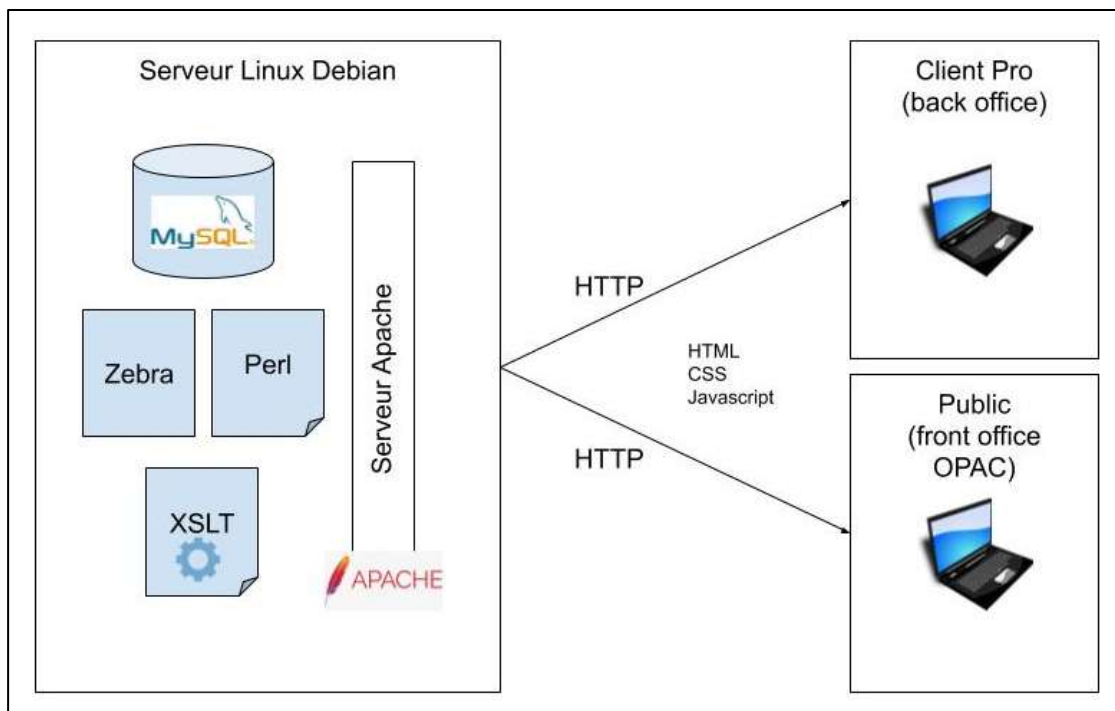 Serveur Linux Debian
MySQL
Zebra
Perl
XSLT
Serveur Apache
APACHE
HTTP
HTML
CSS
Javascript
HTTP
Client Pro
(back office)
Public
(front office
OPAC)